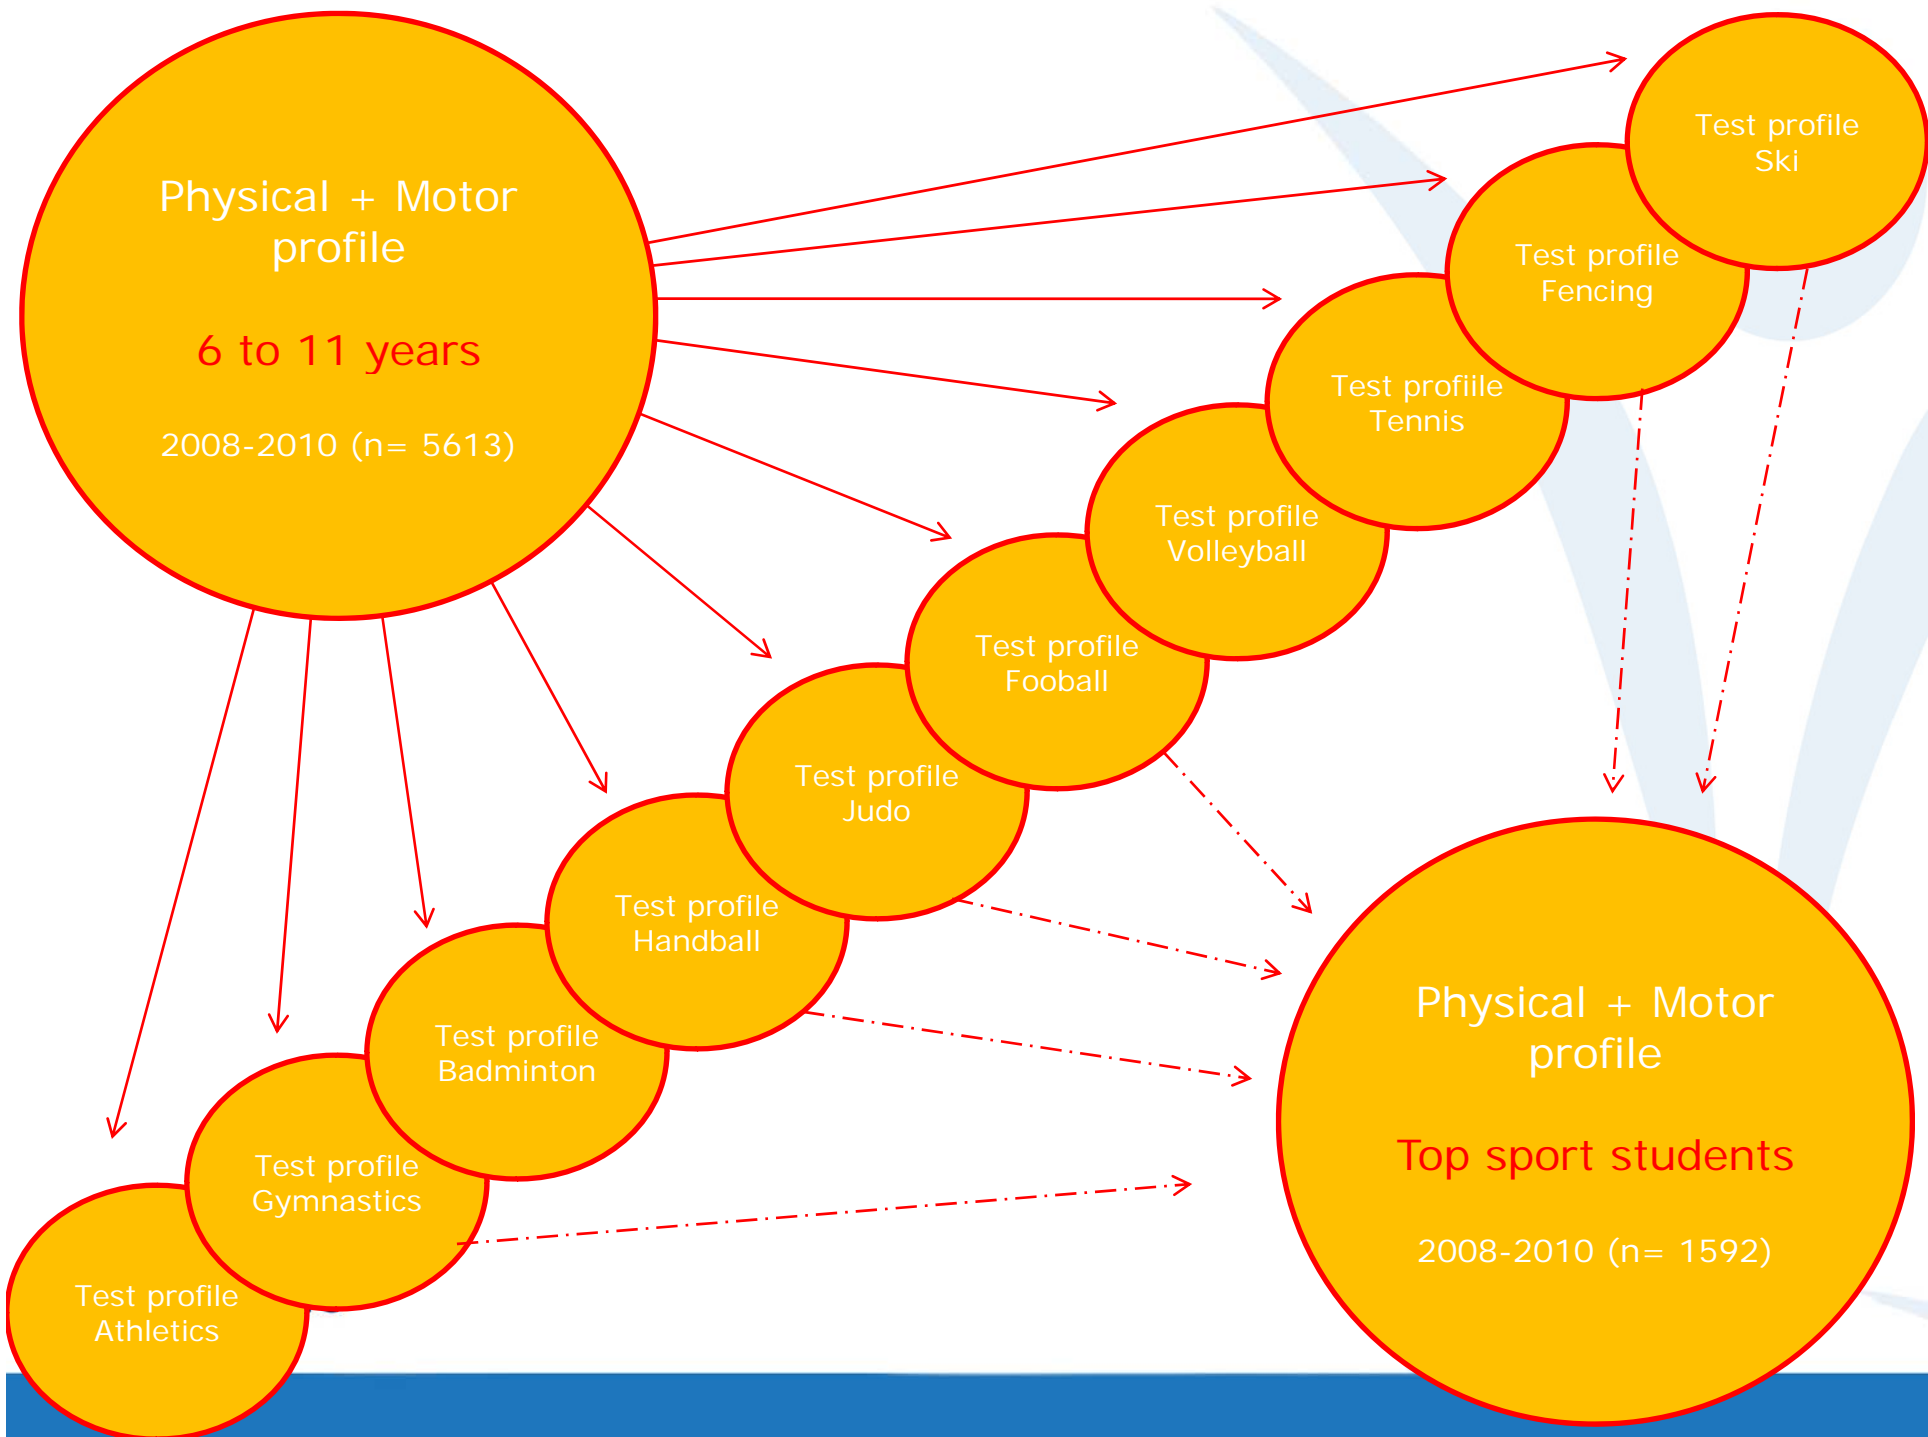 Physical + Motor
profile
6 to 11 years
2008-2010 (n= 5613)
Test profile
Ski
Test profile
Fencing
Test profiile
Tennis
Test profile
Volleyball
Test profile
Fooball
Test profile
Judo
Test profile
Handball
Test profile
Badminton
Test profile
Gymnastics
Test profile
Athletics
Physical + Motor
profile
Top sport students
2008-2010 (n= 1592)